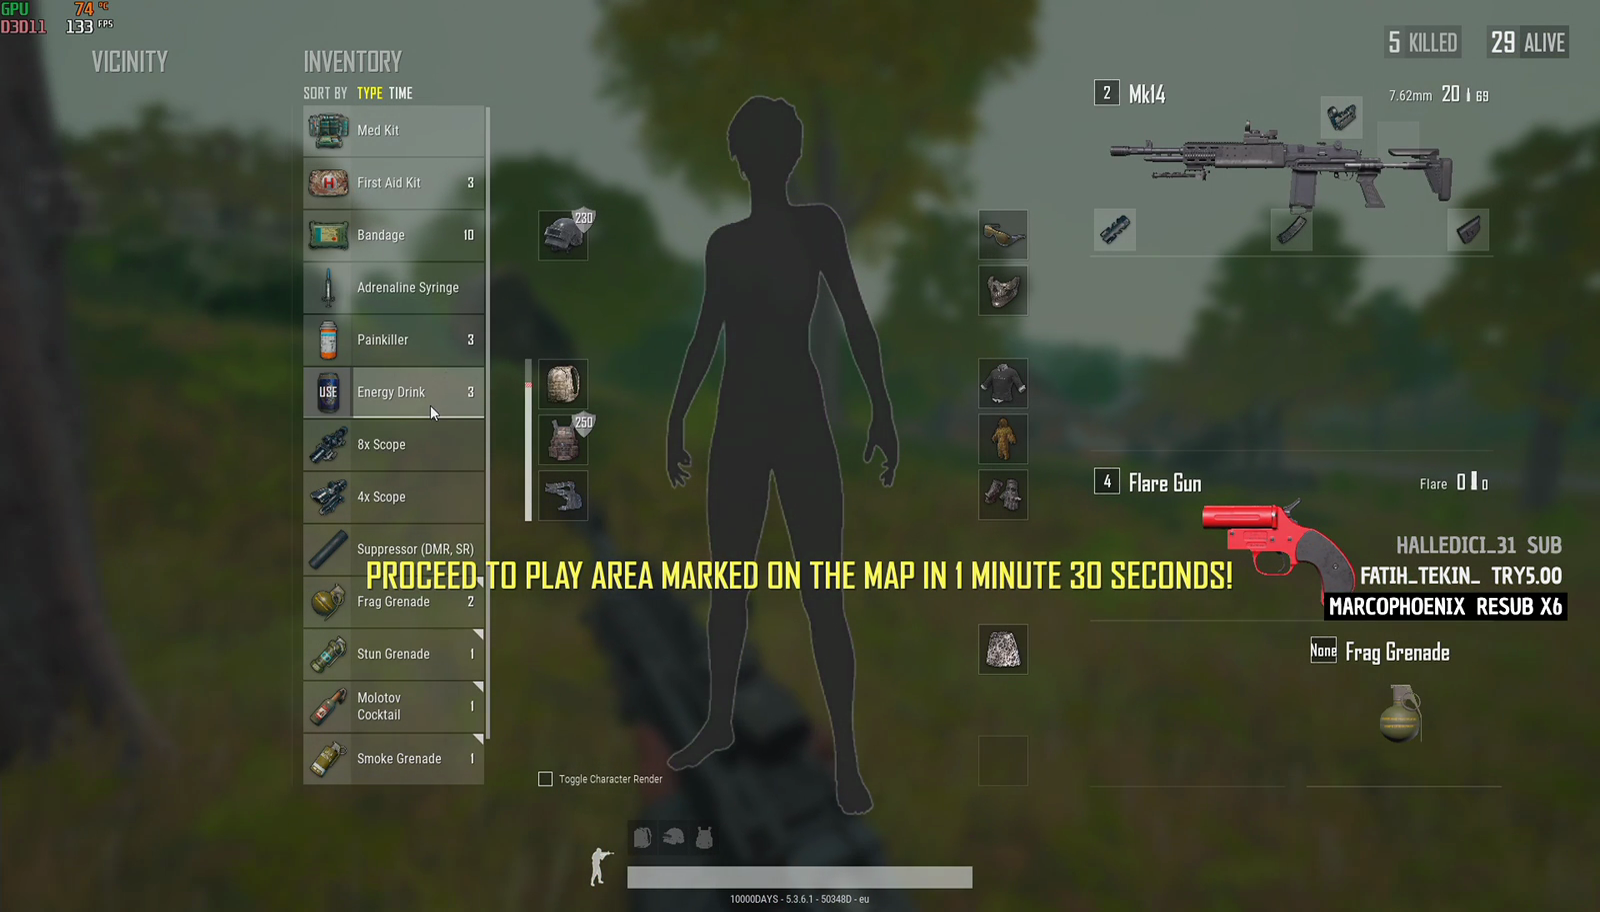 GPU 74 °C
D3D11 133 FPS
VICINITY
INVENTORY
SORT BY TYPE TIME
5 KILLED
29 ALIVE
Med Kit
First Aid Kit 3
Bandage 10
Adrenaline Syringe
Painkiller 3
USE Energy Drink 3
8x Scope
4x Scope
Suppressor (DMR, SR)
Frag Grenade 2
Stun Grenade 1
Molotov
Cocktail 1
Smoke Grenade 1
230
250
2 Mk14
7.62mm 20 69
4 Flare Gun
Flare 0 0
HALLEDICI_31 SUB
FATIH_TEKIN_ TRY5.00
MARCOPHOENIX RESUB X6
PROCEED TO PLAY AREA MARKED ON THE MAP IN 1 MINUTE 30 SECONDS!
None Frag Grenade
Toggle Character Render
10000DAYS - 5.3.6.1 - 50348D - eu